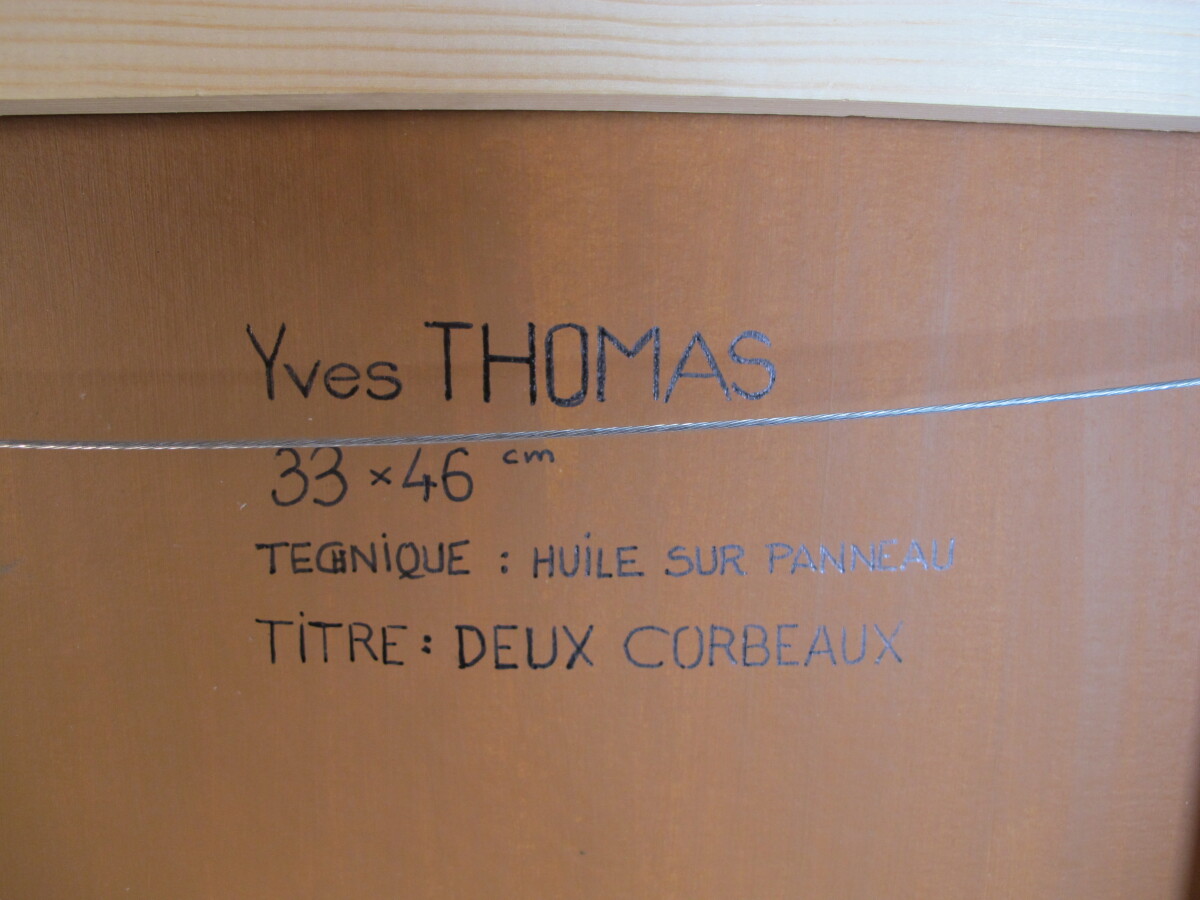 Yves THOMAS
33 × 46 cm
TECHNIQUE : HUILE SUR PANNEAU
TITRE : DEUX CORBEAUX